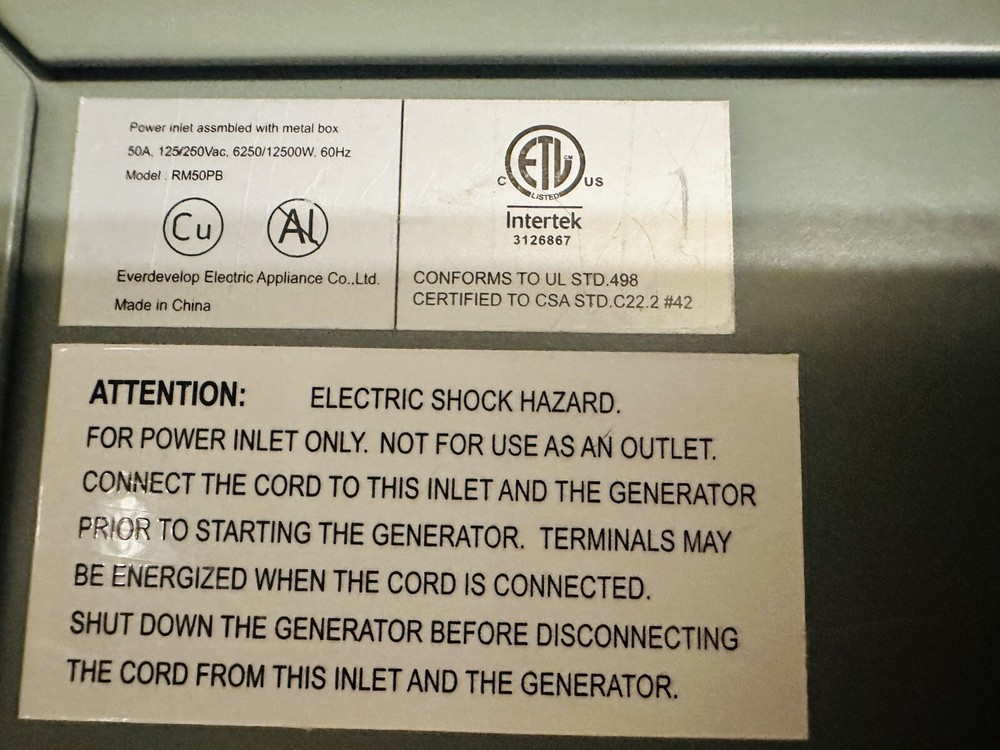 Power inlet assmbled with metal box
50A, 125/250Vac, 6250/12500W, 60Hz
Model : RM50PB
Cu Al
Everdevelop Electric Appliance Co.,Ltd.
Made in China
ETL CM
C US
LISTED
Intertek
3126867
CONFORMS TO UL STD.498
CERTIFIED TO CSA STD.C22.2 #42
ATTENTION: ELECTRIC SHOCK HAZARD.
FOR POWER INLET ONLY. NOT FOR USE AS AN OUTLET.
CONNECT THE CORD TO THIS INLET AND THE GENERATOR
PRIOR TO STARTING THE GENERATOR. TERMINALS MAY
BE ENERGIZED WHEN THE CORD IS CONNECTED.
SHUT DOWN THE GENERATOR BEFORE DISCONNECTING
THE CORD FROM THIS INLET AND THE GENERATOR.